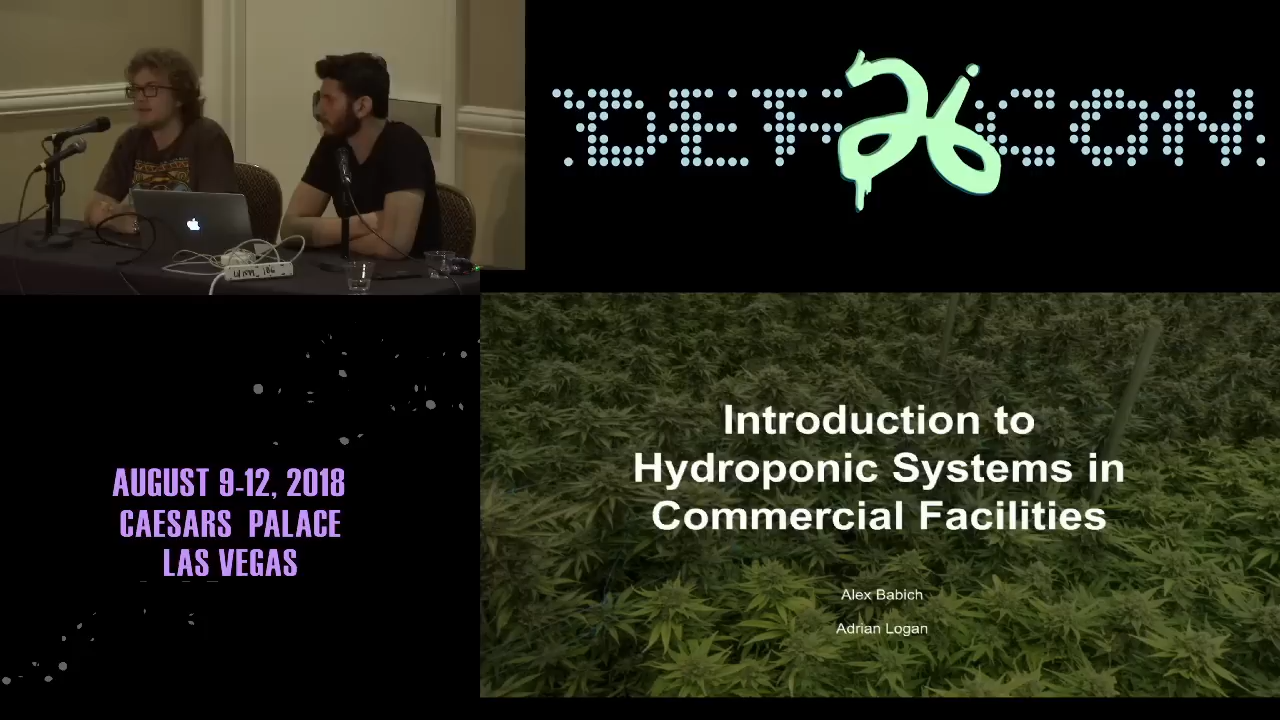 DEF CON
26
AUGUST 9-12, 2018
CAESARS PALACE
LAS VEGAS
Introduction to
Hydroponic Systems in
Commercial Facilities
Alex Babich
Adrian Logan